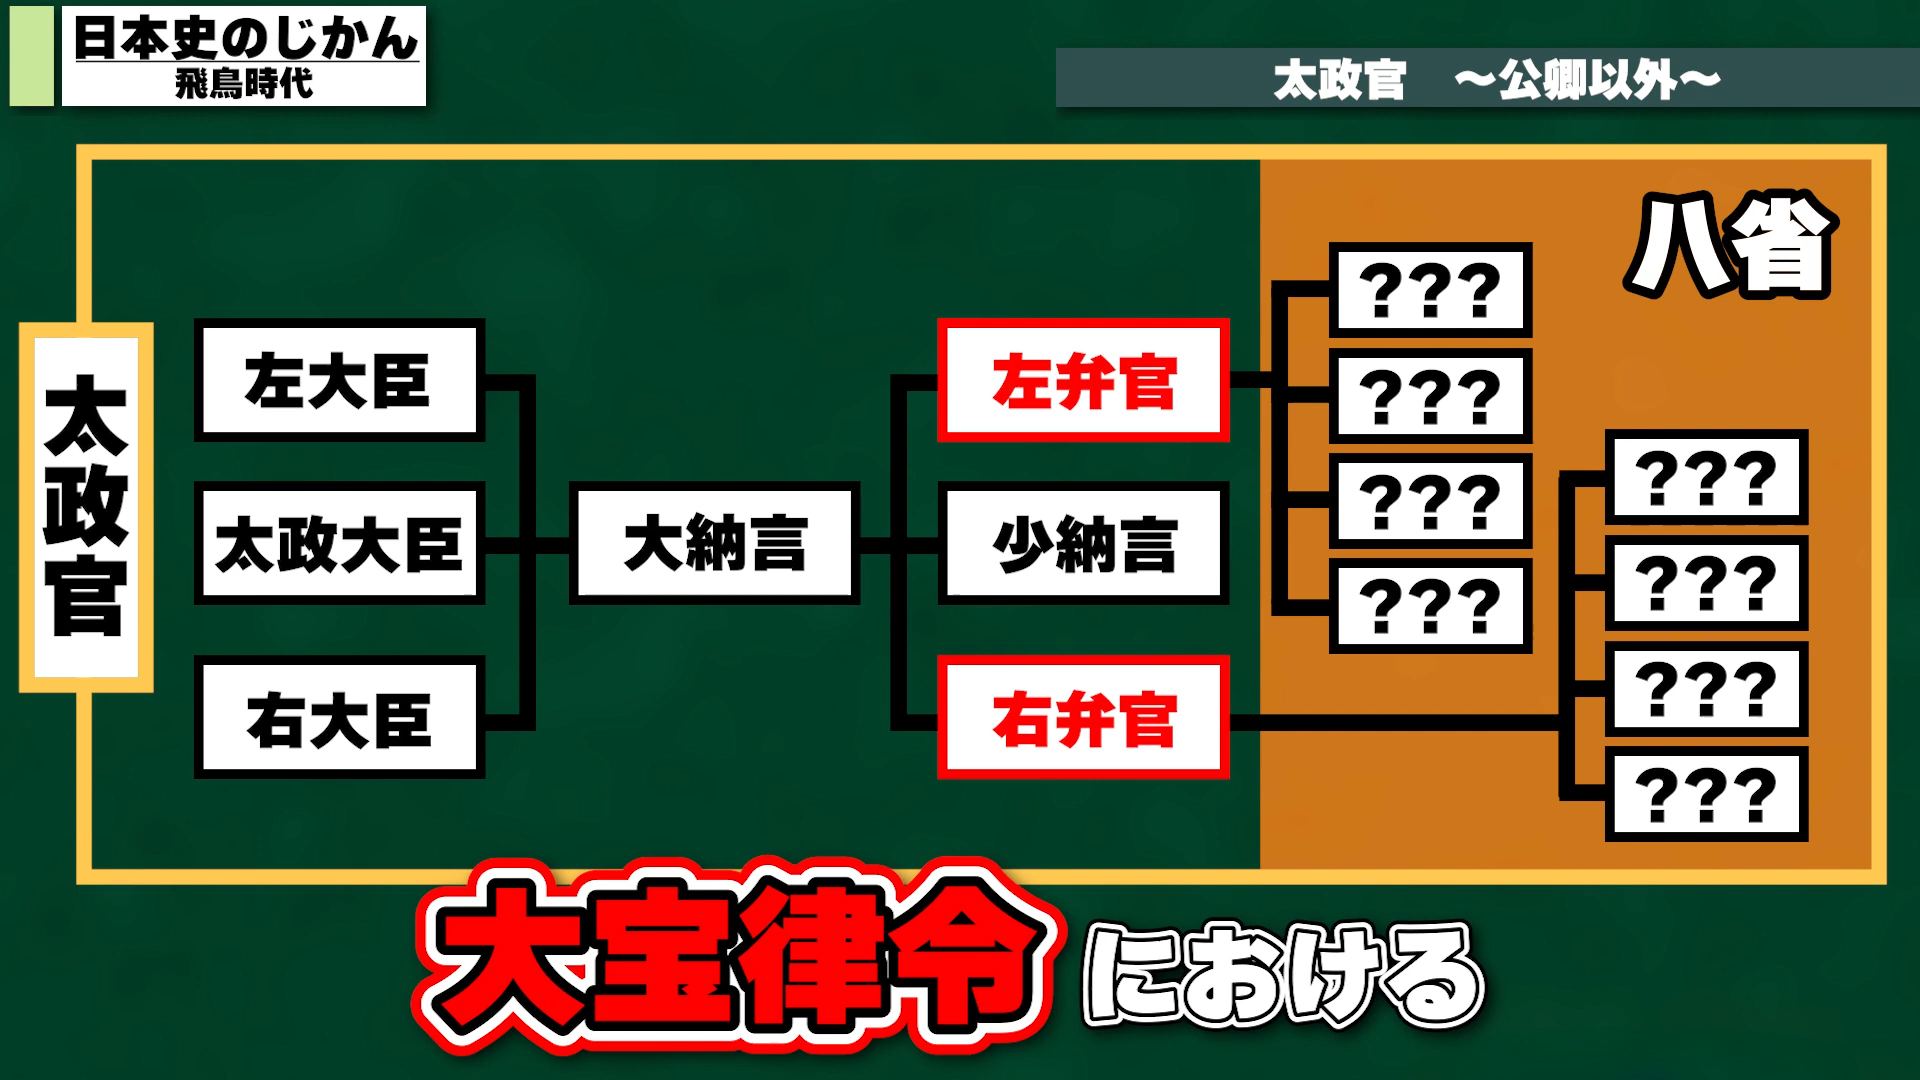 日本史のじかん
飛鳥時代
太政官　～公卿以外～
太政官
左大臣
太政大臣
右大臣
大納言
左弁官
少納言
右弁官
八省
???
???
???
???
???
???
???
???
大宝律令における